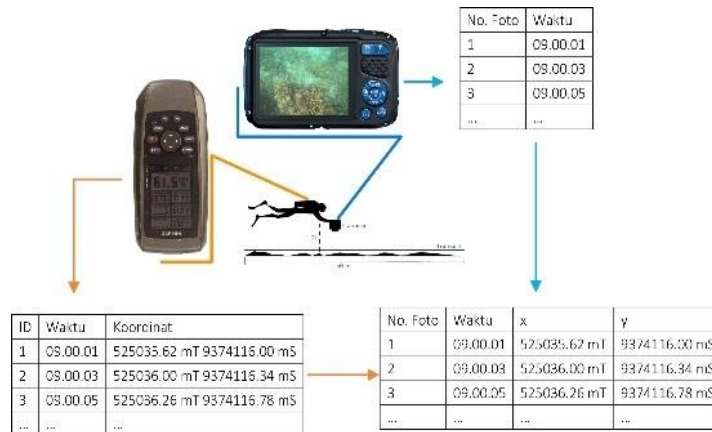 No. Foto Waktu
1 09.00.01
2 09.00.03
3 09.00.05
... ...
61.5
GARMIN
ID Waktu Koordinat
1 09.00.01 525035.62 mT 9374116.00 mS
2 09.00.03 525036.00 mT 9374116.34 mS
3 09.00.05 525036.26 mT 9374116.78 mS
... ... ...
No. Foto Waktu x y
1 09.00.01 525035.62 mT 9374116.00 mS
2 09.00.03 525036.00 mT 9374116.34 mS
3 09.00.05 525036.26 mT 9374116.78 mS
... ... ... ...